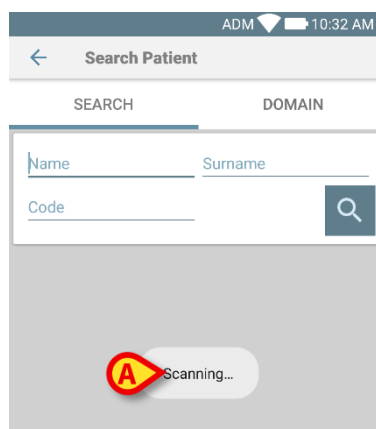 ADM 10:32 AM
Search Patient
SEARCH DOMAIN
Name Surname
Code
A Scanning...